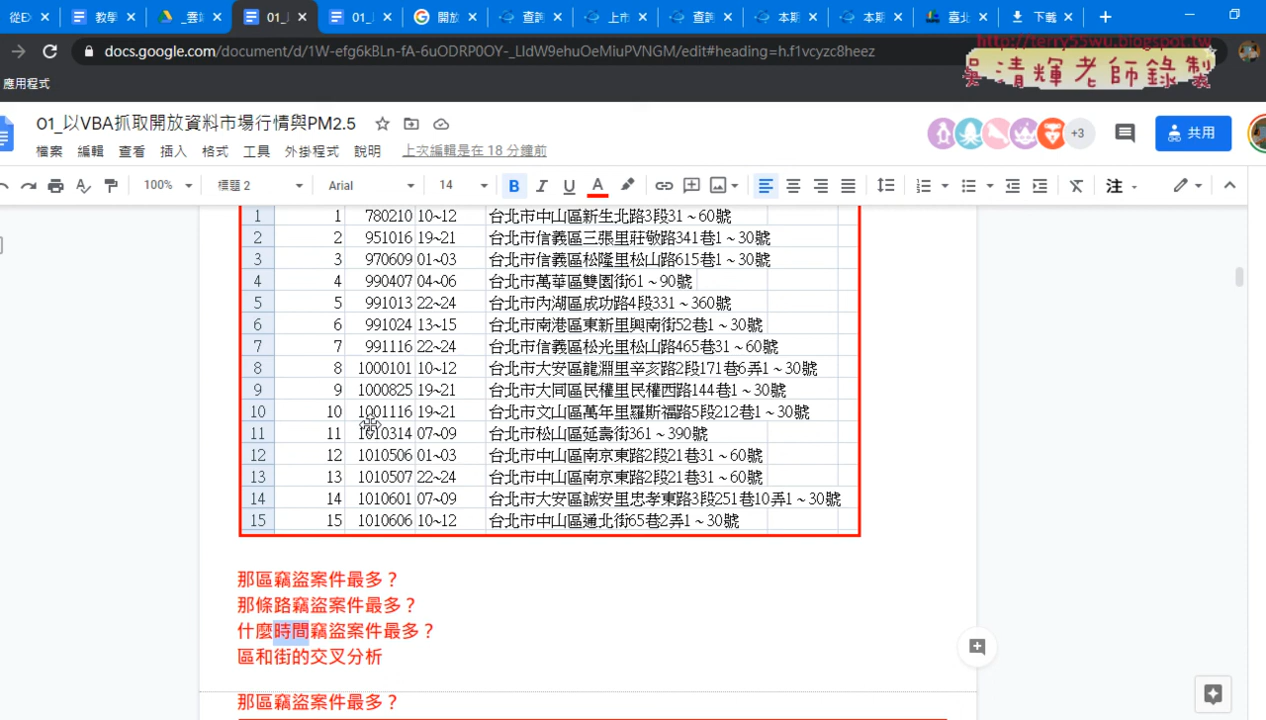 從EX
教學
_雲端
01_
01_
開放
查詢
上市
查詢
本期
本期
臺北
下載
docs.google.com/document/d/1W-efg6kBLn-fA-6uODRP0OY-_LldW9ehuOeMiuPVNGM/edit#heading=h.f1vcyzc8heez
http://terry55wu.blogspot.tw
吳清輝老師錄製
應用程式
01_以VBA抓取開放資料市場行情與PM2.5
檔案 編輯 查看 插入 格式 工具 外掛程式 說明 上次編輯是在 18 分鐘前
+3
共用
100% 標題 2 Arial 14 B I U A 注
1 1 780210 10~12 台北市中山區新生北路3段31～60號
2 2 951016 19~21 台北市信義區三張里莊敬路341巷1～30號
3 3 970609 01~03 台北市信義區松隆里松山路615巷1～30號
4 4 990407 04~06 台北市萬華區雙園街61～90號
5 5 991013 22~24 台北市內湖區成功路4段331～360號
6 6 991024 13~15 台北市南港區東新里興南街52巷1～30號
7 7 991116 22~24 台北市信義區松光里松山路465巷31～60號
8 8 1000101 10~12 台北市大安區龍淵里辛亥路2段171巷6弄1～30號
9 9 1000825 19~21 台北市大同區民權里民權西路144巷1～30號
10 10 1001116 19~21 台北市文山區萬年里羅斯福路5段212巷1～30號
11 11 1010314 07~09 台北市松山區延壽街361～390號
12 12 1010506 01~03 台北市中山區南京東路2段21巷31～60號
13 13 1010507 22~24 台北市中山區南京東路2段21巷31～60號
14 14 1010601 07~09 台北市大安區誠安里忠孝東路3段251巷10弄1～30號
15 15 1010606 10~12 台北市中山區通北街65巷2弄1～30號
那區竊盜案件最多？
那條路竊盜案件最多？
什麼時間竊盜案件最多？
區和街的交叉分析
那區竊盜案件最多？